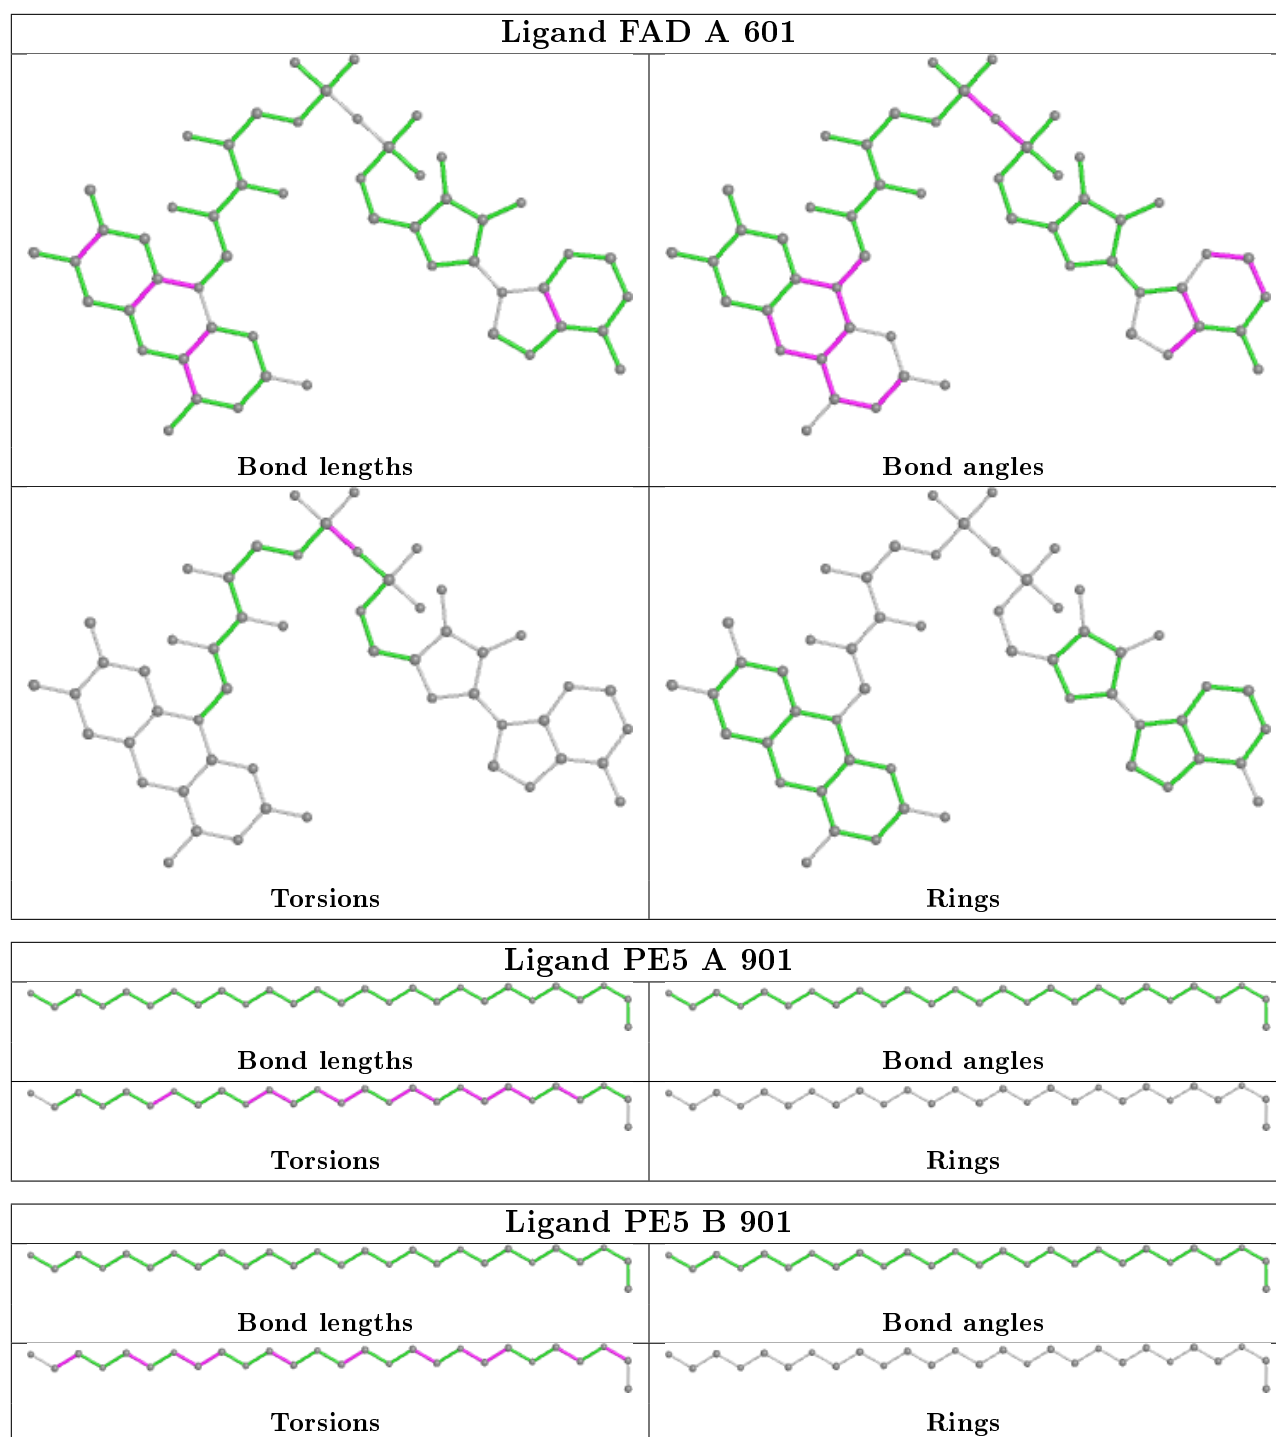 Ligand FAD A 601
Bond lengths
Bond angles
Torsions
Rings
Ligand PE5 A 901
Bond lengths
Bond angles
Torsions
Rings
Ligand PE5 B 901
Bond lengths
Bond angles
Torsions
Rings